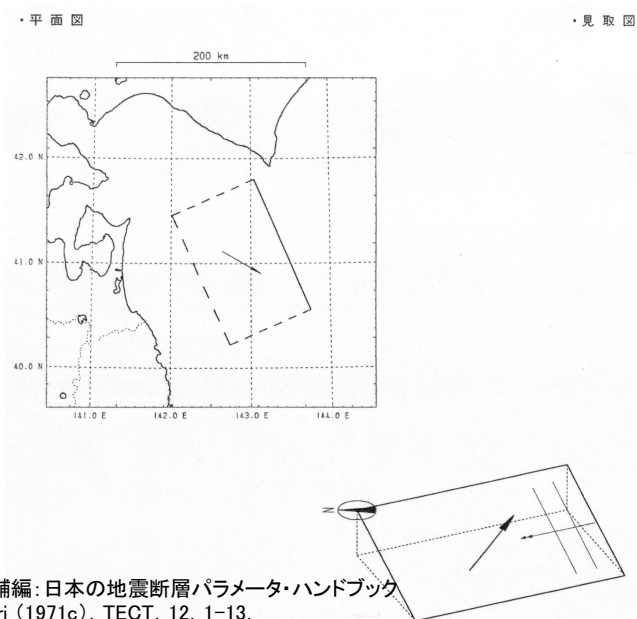 ・平 面 図
・見 取 図
200 km
42.0 N
41.0 N
40.0 N
141.0 E 142.0 E 143.0 E 144.0 E
N
編:日本の地震断層パラメータ・ハンドブック
(1971c), TECT, 12, 1-13.